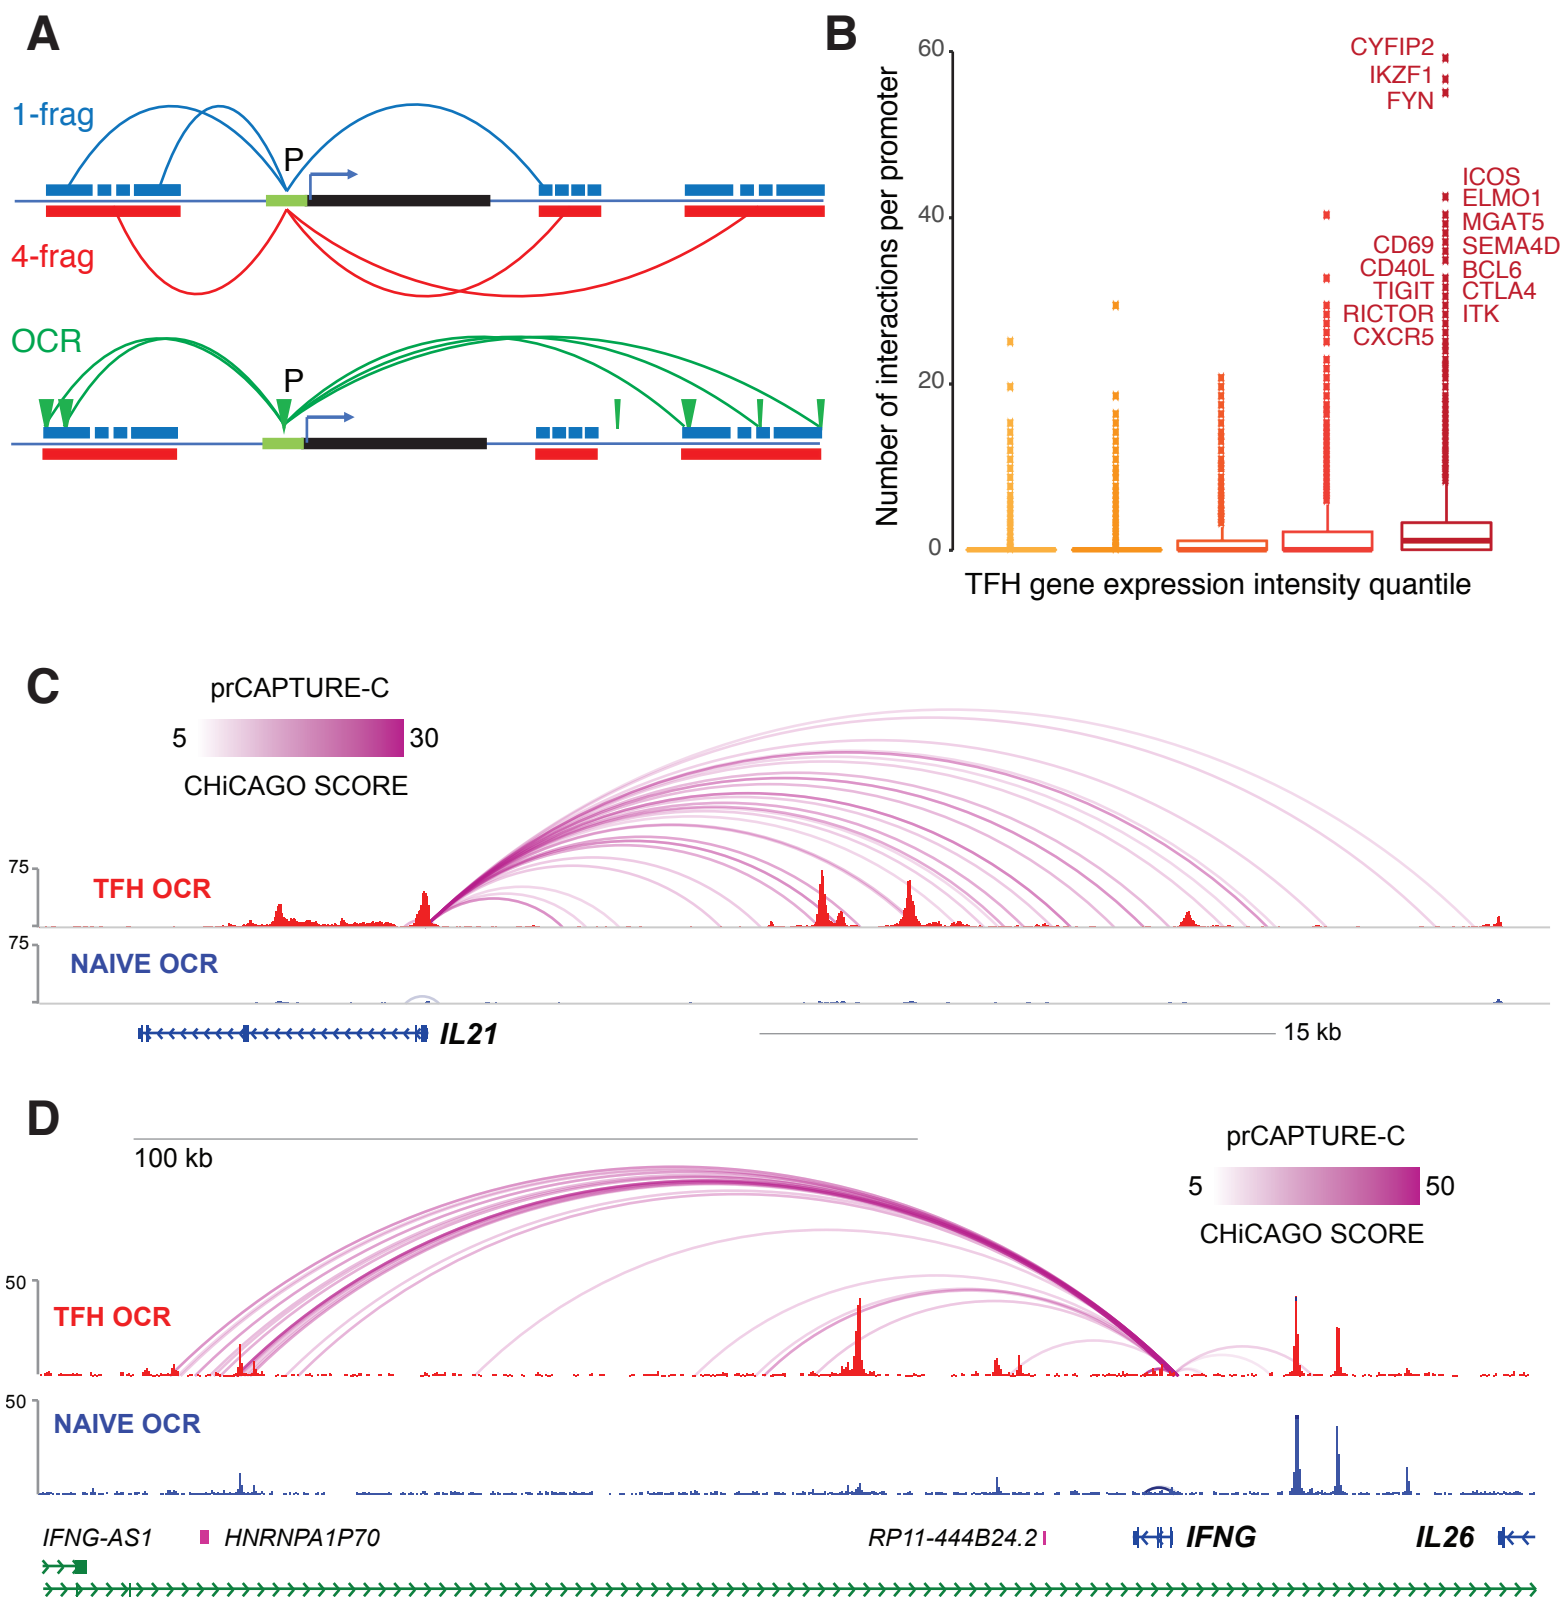 A
1-frag
P
4-frag
OCR
P
B
Number of interactions per promoter
60
40
20
0
CYFIP2
IKZF1
FYN
ICOS
ELMO1
MGAT5
CD69 SEMA4D
CD40L BCL6
TIGIT CTLA4
RICTOR ITK
CXCR5
TFH gene expression intensity quantile
C
prCAPTURE-C
5 30
CHiCAGO SCORE
75
TFH OCR
75
NAIVE OCR
IL21
15 kb
D
100 kb
prCAPTURE-C
5 50
CHiCAGO SCORE
50
TFH OCR
50
NAIVE OCR
IFNG-AS1 HNRNPA1P70 RP11-444B24.2 IFNG IL26